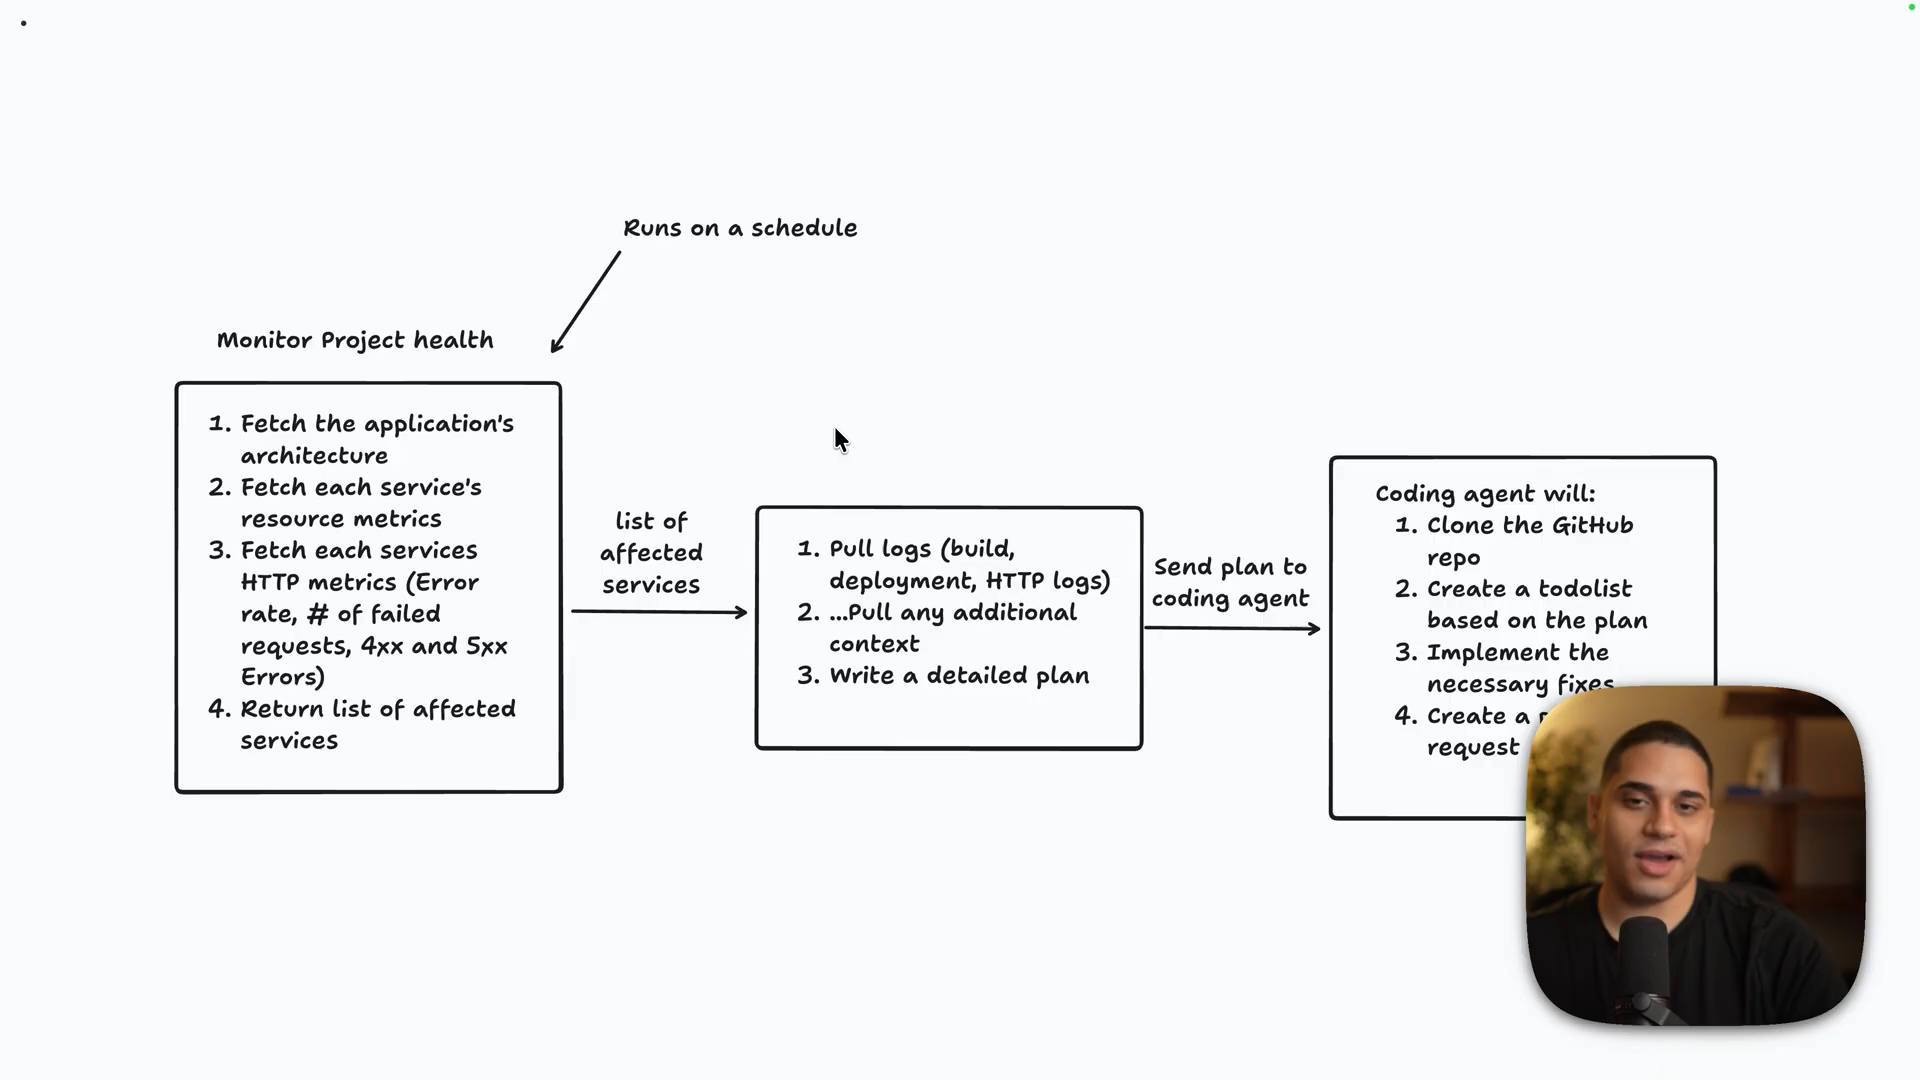 Runs on a schedule
Monitor Project health
1. Fetch the application's
architecture
2. Fetch each service's
resource metrics
3. Fetch each services
HTTP metrics (Error
rate, # of failed
requests, 4xx and 5xx
Errors)
4. Return list of affected
services
list of
affected
services
1. Pull logs (build,
deployment, HTTP logs)
2. ...Pull any additional
context
3. Write a detailed plan
Send plan to
coding agent
Coding agent will:
1. Clone the GitHub
repo
2. Create a todolist
based on the plan
3. Implement the
necessary fixes
4. Create a
request